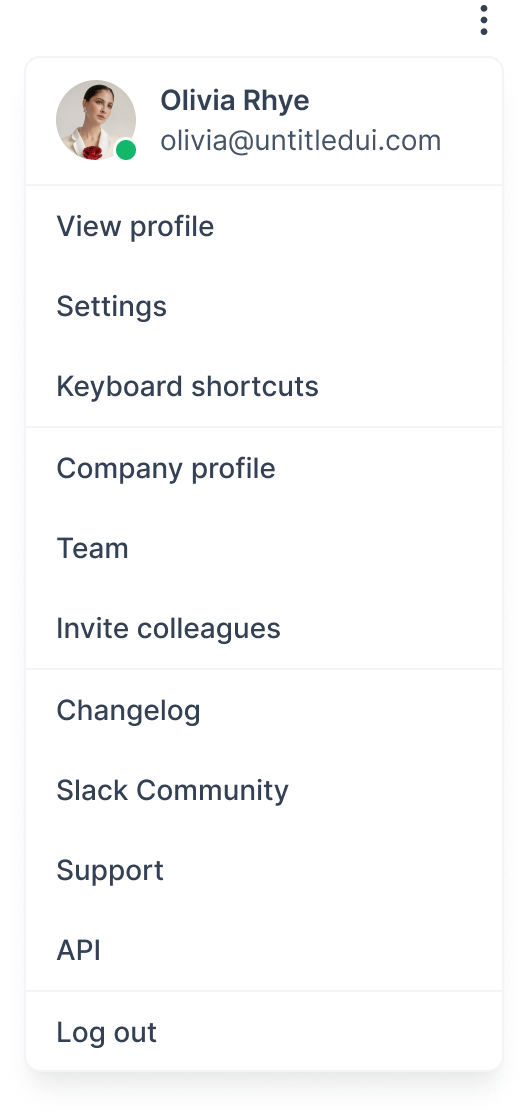 Olivia Rhye
olivia@untitledui.com
View profile
Settings
Keyboard shortcuts
Company profile
Team
Invite colleagues
Changelog
Slack Community
Support
API
Log out